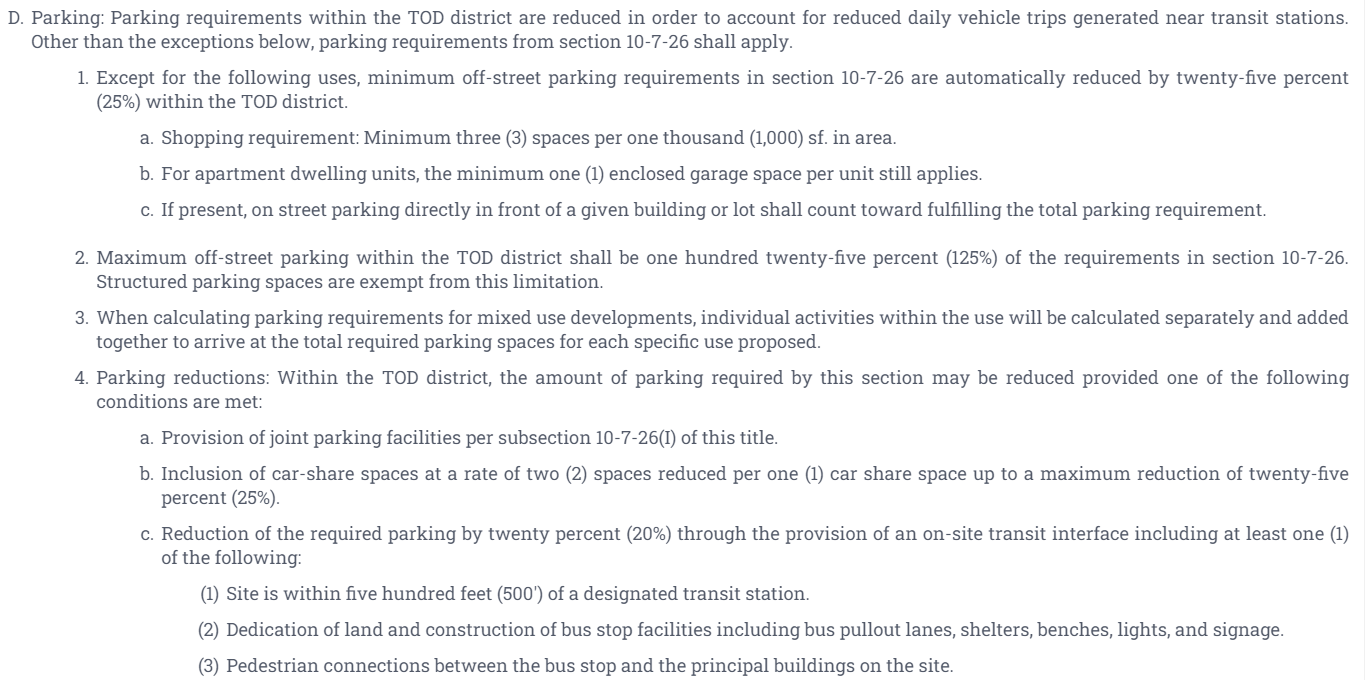 D. Parking: Parking requirements within the TOD district are reduced in order to account for reduced daily vehicle trips generated near transit stations.
Other than the exceptions below, parking requirements from section 10-7-26 shall apply.
1. Except for the following uses, minimum off-street parking requirements in section 10-7-26 are automatically reduced by twenty-five percent
(25%) within the TOD district.
a. Shopping requirement: Minimum three (3) spaces per one thousand (1,000) sf. in area.
b. For apartment dwelling units, the minimum one (1) enclosed garage space per unit still applies.
c. If present, on street parking directly in front of a given building or lot shall count toward fulfilling the total parking requirement.
2. Maximum off-street parking within the TOD district shall be one hundred twenty-five percent (125%) of the requirements in section 10-7-26.
Structured parking spaces are exempt from this limitation.
3. When calculating parking requirements for mixed use developments, individual activities within the use will be calculated separately and added
together to arrive at the total required parking spaces for each specific use proposed.
4. Parking reductions: Within the TOD district, the amount of parking required by this section may be reduced provided one of the following
conditions are met:
a. Provision of joint parking facilities per subsection 10-7-26(I) of this title.
b. Inclusion of car-share spaces at a rate of two (2) spaces reduced per one (1) car share space up to a maximum reduction of twenty-five
percent (25%).
c. Reduction of the required parking by twenty percent (20%) through the provision of an on-site transit interface including at least one (1)
of the following:
(1) Site is within five hundred feet (500') of a designated transit station.
(2) Dedication of land and construction of bus stop facilities including bus pullout lanes, shelters, benches, lights, and signage.
(3) Pedestrian connections between the bus stop and the principal buildings on the site.